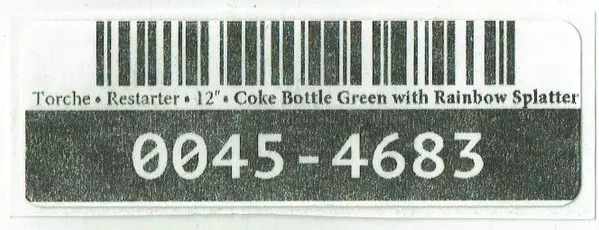 Torche • Restarter • 12" • Coke Bottle Green with Rainbow Splatter
0045-4683